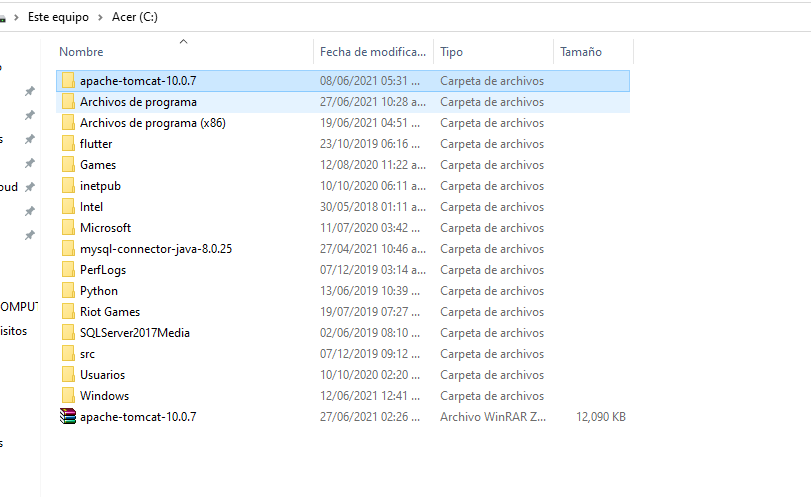 Este equipo > Acer (C:)
Nombre Fecha de modifica... Tipo Tamaño
apache-tomcat-10.0.7 08/06/2021 05:31 ... Carpeta de archivos
Archivos de programa 27/06/2021 10:28 a... Carpeta de archivos
Archivos de programa (x86) 19/06/2021 04:51 ... Carpeta de archivos
flutter 23/10/2019 06:16 ... Carpeta de archivos
Games 12/08/2020 11:22 a... Carpeta de archivos
inetpub 10/10/2020 06:11 a... Carpeta de archivos
oud
Intel 30/05/2018 01:11 a... Carpeta de archivos
Microsoft 11/07/2020 03:42 ... Carpeta de archivos
mysql-connector-java-8.0.25 27/04/2021 10:46 a... Carpeta de archivos
PerfLogs 07/12/2019 03:14 a... Carpeta de archivos
Python 13/06/2019 10:39 ... Carpeta de archivos
OMPUT
Riot Games 19/07/2019 07:27 ... Carpeta de archivos
isitos
SQLServer2017Media 02/06/2019 08:10 ... Carpeta de archivos
src 07/12/2019 09:12 ... Carpeta de archivos
Usuarios 10/10/2020 02:20 ... Carpeta de archivos
Windows 12/06/2021 12:41 ... Carpeta de archivos
apache-tomcat-10.0.7 27/06/2021 02:26 ... Archivo WinRAR Z... 12,090 KB